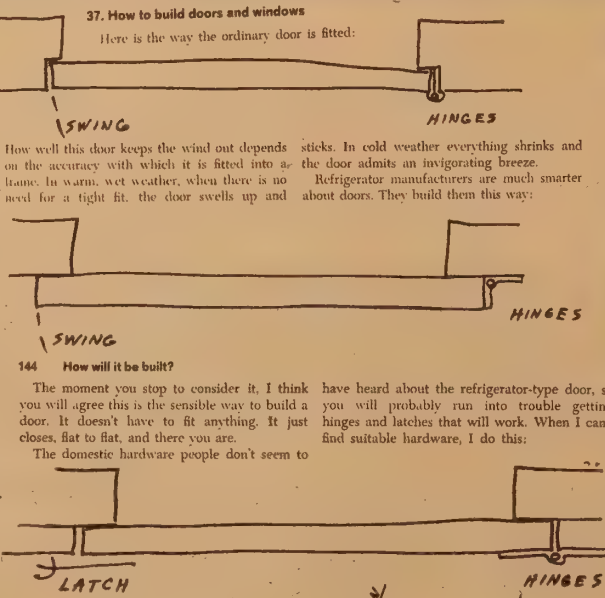 37. How to build doors and windows
Here is the way the ordinary door is fitted:
SWING
HINGES
How well this door keeps the wind out depends
on the accuracy with which it is fitted into a
frame. In warm, wet weather, when there is no
need for a tight fit, the door swells up and
sticks. In cold weather everything shrinks and
the door admits an invigorating breeze.
Refrigerator manufacturers are much smarter
about doors. They build them this way:
HINGES
SWING
144 How will it be built?
The moment you stop to consider it, I think
you will agree this is the sensible way to build a
door. It doesn't have to fit anything. It just
closes, flat to flat, and there you are.
The domestic hardware people don't seem to
have heard about the refrigerator-type door, s
you will probably run into trouble gettin
hinges and latches that will work. When I can
find suitable hardware, I do this:
LATCH
HINGES